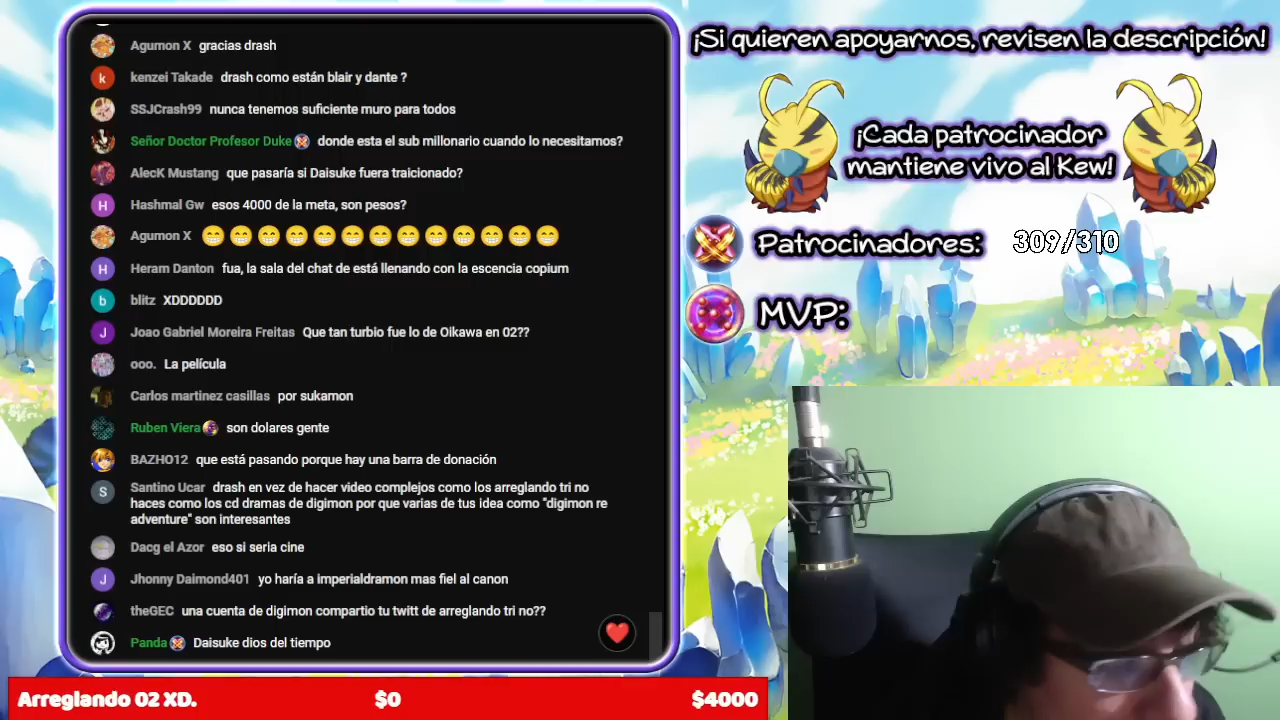 ¡Si quieren apoyarnos, revisen la descripción!
Agumon X gracias drash
kenzei Takade drash como están blair y dante ?
SSJCrash99 nunca tenemos suficiente muro para todos
Señor Doctor Profesor Duke donde esta el sub millonario cuando lo necesitamos?
AlecK Mustang que pasaría si Daisuke fuera traicionado?
Hashmal Gw esos 4000 de la meta, son pesos?
Agumon X 😁😁😁😁😁😁😁😁😁😁😁😁😁
Heram Danton fua, la sala del chat de está llenando con la escencia copium
blitz XDDDDDD
Joao Gabriel Moreira Freitas Que tan turbio fue lo de Oikawa en 02??
ooo. La película
Carlos martinez casillas por sukamon
Ruben Viera son dolares gente
BAZHO12 que está pasando porque hay una barra de donación
Santino Ucar drash en vez de hacer video complejos como los arreglando tri no
haces como los cd dramas de digimon por que varias de tus idea como "digimon re
adventure" son interesantes
Dacg el Azor eso si seria cine
Jhonny Daimond401 yo haría a imperialdramon mas fiel al canon
theGEC una cuenta de digimon compartio tu twitt de arreglando tri no??
Panda Daisuke dios del tiempo
¡Cada patrocinador
mantiene vivo al Kew!
Patrocinadores: 309/310
MVP:
Arreglando 02 XD. $0 $4000
k
H
H
b
J
S
J